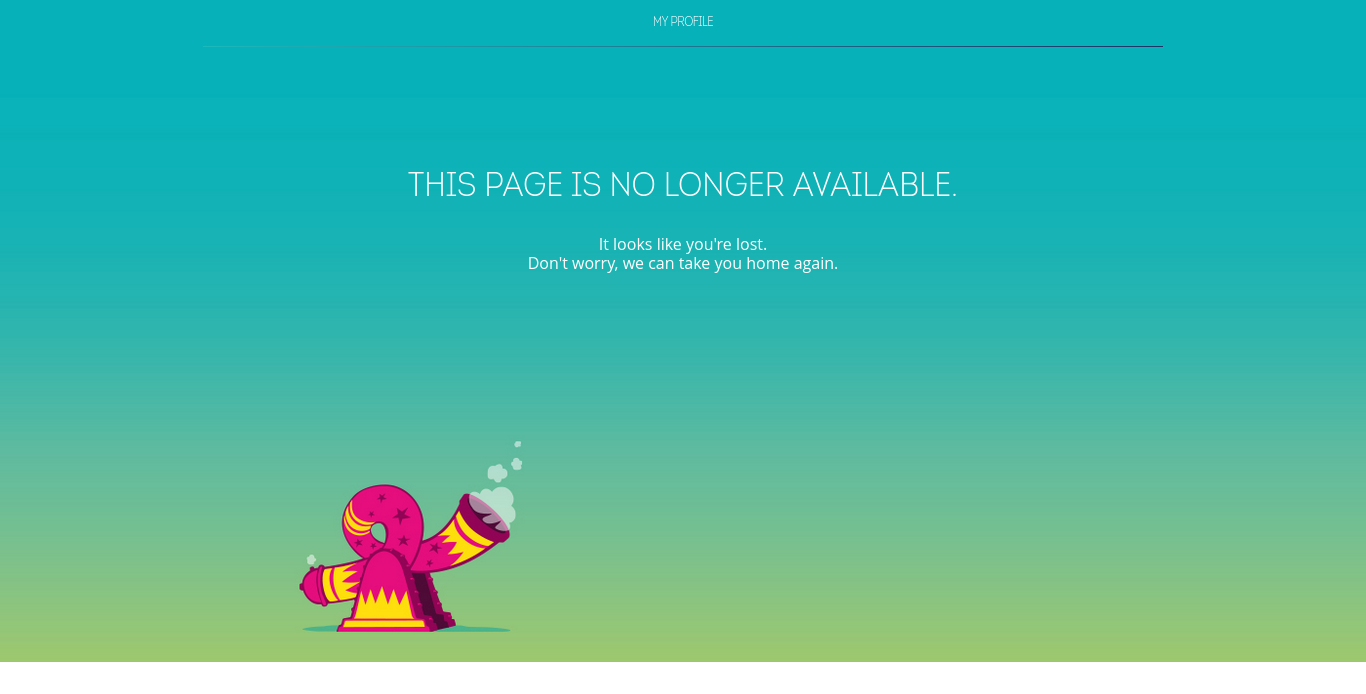 MY PROFILE
THIS PAGE IS NO LONGER AVAILABLE.
It looks like you're lost.
Don't worry, we can take you home again.